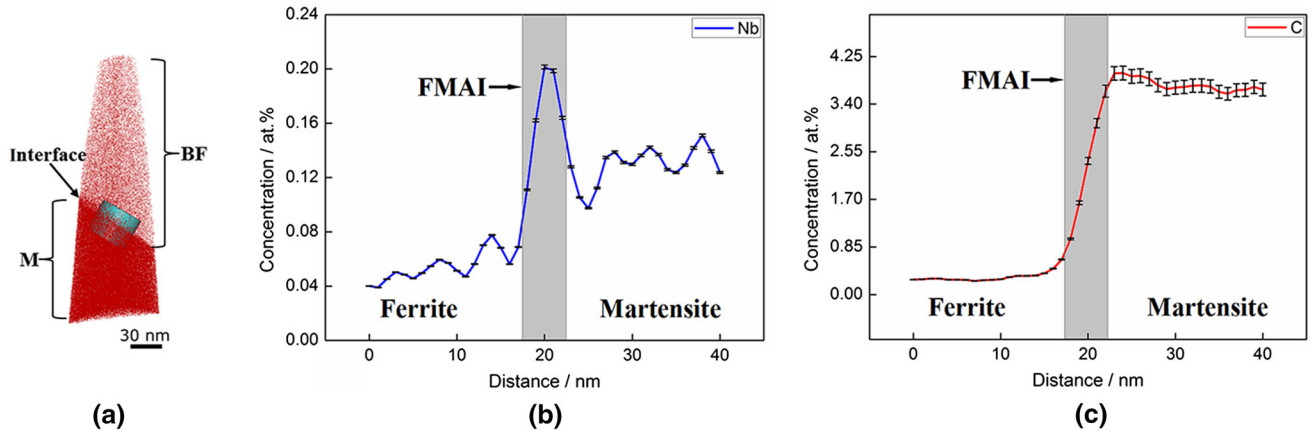 Interface
BF
M
30 nm
(a)
Nb
0.24
0.20
0.16
0.12
0.08
0.04
0.00
Concentration / at.%
FMAI
Ferrite
Martensite
0
10
20
30
40
Distance / nm
(b)
C
4.25
3.40
2.55
1.70
0.85
0.00
Concentration / at.%
FMAI
Ferrite
Martensite
0
10
20
30
40
Distance / nm
(c)